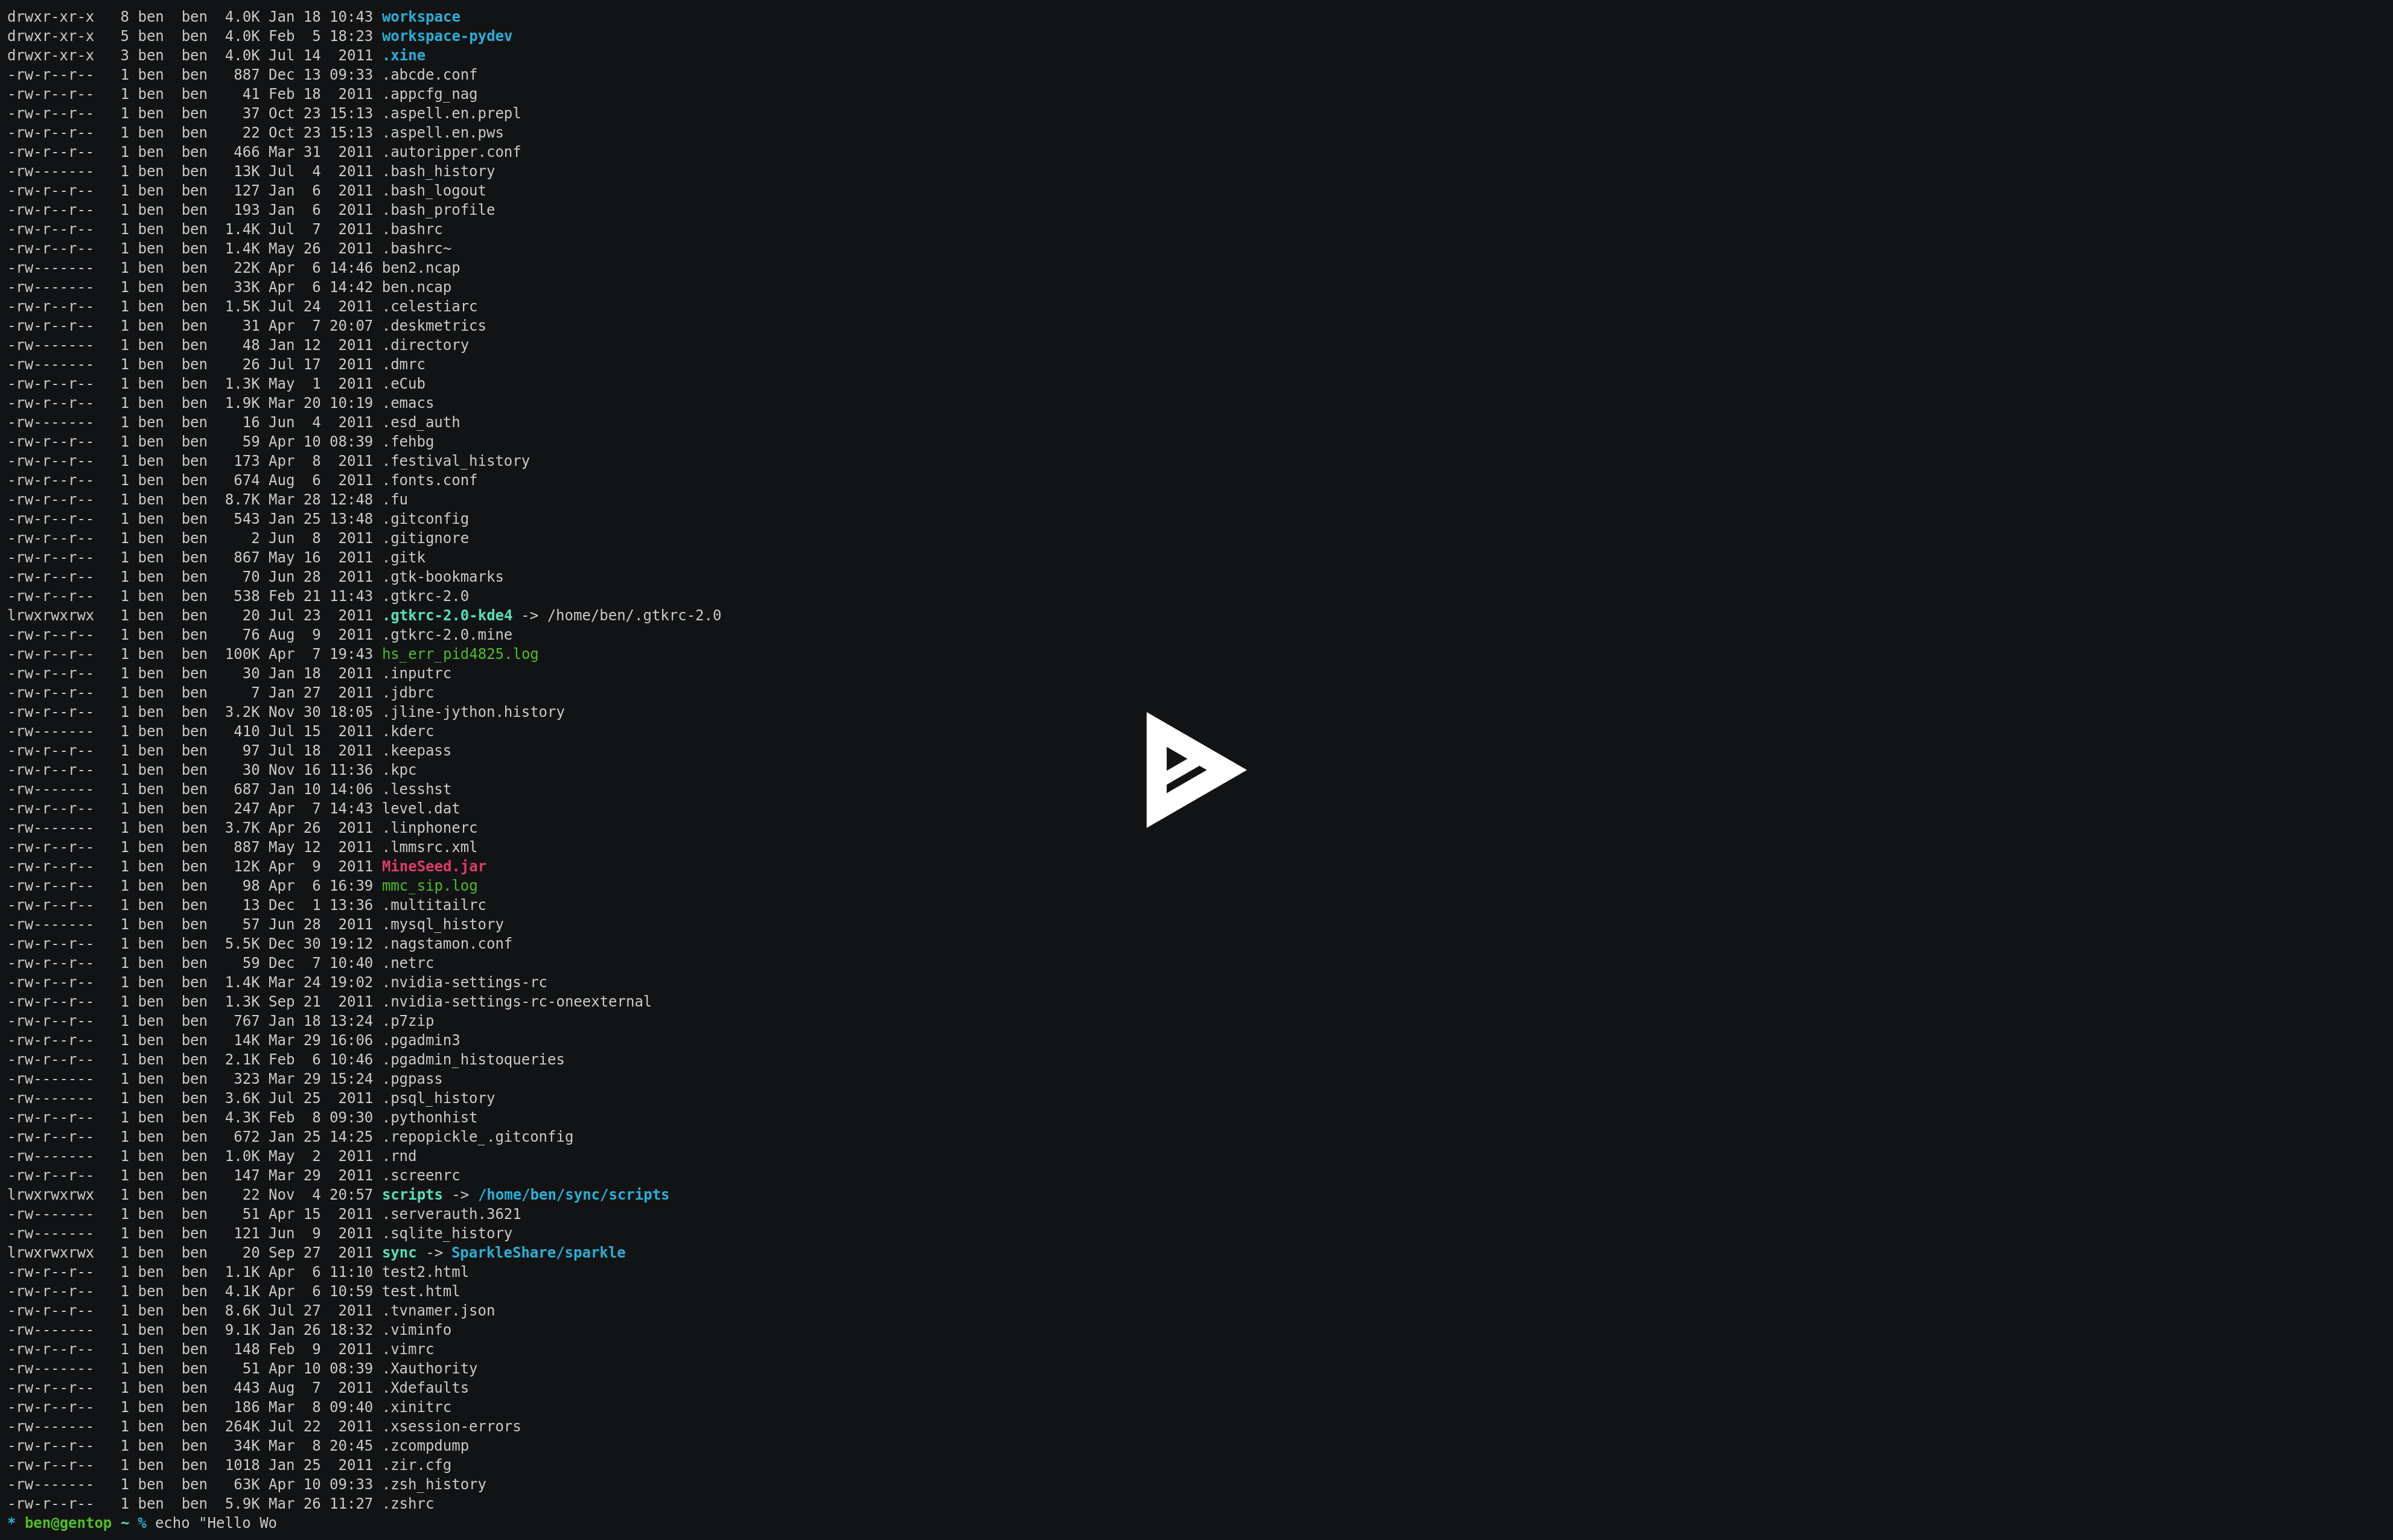 drwxr-xr-x   8 ben  ben  4.0K Jan 18 10:43 workspace
drwxr-xr-x   5 ben  ben  4.0K Feb  5 18:23 workspace-pydev
drwxr-xr-x   3 ben  ben  4.0K Jul 14  2011 .xine
-rw-r--r--   1 ben  ben   887 Dec 13 09:33 .abcde.conf
-rw-r--r--   1 ben  ben    41 Feb 18  2011 .appcfg_nag
-rw-r--r--   1 ben  ben    37 Oct 23 15:13 .aspell.en.prepl
-rw-r--r--   1 ben  ben    22 Oct 23 15:13 .aspell.en.pws
-rw-r--r--   1 ben  ben   466 Mar 31  2011 .autoripper.conf
-rw-------   1 ben  ben   13K Jul  4  2011 .bash_history
-rw-r--r--   1 ben  ben   127 Jan  6  2011 .bash_logout
-rw-r--r--   1 ben  ben   193 Jan  6  2011 .bash_profile
-rw-r--r--   1 ben  ben  1.4K Jul  7  2011 .bashrc
-rw-r--r--   1 ben  ben  1.4K May 26  2011 .bashrc~
-rw-------   1 ben  ben   22K Apr  6 14:46 ben2.ncap
-rw-------   1 ben  ben   33K Apr  6 14:42 ben.ncap
-rw-r--r--   1 ben  ben  1.5K Jul 24  2011 .celestiarc
-rw-r--r--   1 ben  ben    31 Apr  7 20:07 .deskmetrics
-rw-------   1 ben  ben    48 Jan 12  2011 .directory
-rw-------   1 ben  ben    26 Jul 17  2011 .dmrc
-rw-r--r--   1 ben  ben  1.3K May  1  2011 .eCub
-rw-r--r--   1 ben  ben  1.9K Mar 20 10:19 .emacs
-rw-------   1 ben  ben    16 Jun  4  2011 .esd_auth
-rw-r--r--   1 ben  ben    59 Apr 10 08:39 .fehbg
-rw-r--r--   1 ben  ben   173 Apr  8  2011 .festival_history
-rw-r--r--   1 ben  ben   674 Aug  6  2011 .fonts.conf
-rw-r--r--   1 ben  ben  8.7K Mar 28 12:48 .fu
-rw-r--r--   1 ben  ben   543 Jan 25 13:48 .gitconfig
-rw-r--r--   1 ben  ben     2 Jun  8  2011 .gitignore
-rw-r--r--   1 ben  ben   867 May 16  2011 .gitk
-rw-r--r--   1 ben  ben    70 Jun 28  2011 .gtk-bookmarks
-rw-r--r--   1 ben  ben   538 Feb 21 11:43 .gtkrc-2.0
lrwxrwxrwx   1 ben  ben    20 Jul 23  2011 .gtkrc-2.0-kde4 -> /home/ben/.gtkrc-2.0
-rw-r--r--   1 ben  ben    76 Aug  9  2011 .gtkrc-2.0.mine
-rw-r--r--   1 ben  ben  100K Apr  7 19:43 hs_err_pid4825.log
-rw-r--r--   1 ben  ben    30 Jan 18  2011 .inputrc
-rw-r--r--   1 ben  ben     7 Jan 27  2011 .jdbrc
-rw-r--r--   1 ben  ben  3.2K Nov 30 18:05 .jline-jython.history
-rw-------   1 ben  ben   410 Jul 15  2011 .kderc
-rw-r--r--   1 ben  ben    97 Jul 18  2011 .keepass
-rw-r--r--   1 ben  ben    30 Nov 16 11:36 .kpc
-rw-------   1 ben  ben   687 Jan 10 14:06 .lesshst
-rw-r--r--   1 ben  ben   247 Apr  7 14:43 level.dat
-rw-------   1 ben  ben  3.7K Apr 26  2011 .linphonerc
-rw-r--r--   1 ben  ben   887 May 12  2011 .lmmsrc.xml
-rw-r--r--   1 ben  ben   12K Apr  9  2011 MineSeed.jar
-rw-r--r--   1 ben  ben    98 Apr  6 16:39 mmc_sip.log
-rw-r--r--   1 ben  ben    13 Dec  1 13:36 .multitailrc
-rw-------   1 ben  ben    57 Jun 28  2011 .mysql_history
-rw-r--r--   1 ben  ben  5.5K Dec 30 19:12 .nagstamon.conf
-rw-r--r--   1 ben  ben    59 Dec  7 10:40 .netrc
-rw-r--r--   1 ben  ben  1.4K Mar 24 19:02 .nvidia-settings-rc
-rw-r--r--   1 ben  ben  1.3K Sep 21  2011 .nvidia-settings-rc-oneexternal
-rw-r--r--   1 ben  ben   767 Jan 18 13:24 .p7zip
-rw-r--r--   1 ben  ben   14K Mar 29 16:06 .pgadmin3
-rw-r--r--   1 ben  ben  2.1K Feb  6 10:46 .pgadmin_histoqueries
-rw-------   1 ben  ben   323 Mar 29 15:24 .pgpass
-rw-------   1 ben  ben  3.6K Jul 25  2011 .psql_history
-rw-r--r--   1 ben  ben  4.3K Feb  8 09:30 .pythonhist
-rw-r--r--   1 ben  ben   672 Jan 25 14:25 .repopickle_.gitconfig
-rw-------   1 ben  ben  1.0K May  2  2011 .rnd
-rw-r--r--   1 ben  ben   147 Mar 29  2011 .screenrc
lrwxrwxrwx   1 ben  ben    22 Nov  4 20:57 scripts -> /home/ben/sync/scripts
-rw-------   1 ben  ben    51 Apr 15  2011 .serverauth.3621
-rw-------   1 ben  ben   121 Jun  9  2011 .sqlite_history
lrwxrwxrwx   1 ben  ben    20 Sep 27  2011 sync -> SparkleShare/sparkle
-rw-r--r--   1 ben  ben  1.1K Apr  6 11:10 test2.html
-rw-r--r--   1 ben  ben  4.1K Apr  6 10:59 test.html
-rw-r--r--   1 ben  ben  8.6K Jul 27  2011 .tvnamer.json
-rw-------   1 ben  ben  9.1K Jan 26 18:32 .viminfo
-rw-r--r--   1 ben  ben   148 Feb  9  2011 .vimrc
-rw-------   1 ben  ben    51 Apr 10 08:39 .Xauthority
-rw-r--r--   1 ben  ben   443 Aug  7  2011 .Xdefaults
-rw-r--r--   1 ben  ben   186 Mar  8 09:40 .xinitrc
-rw-------   1 ben  ben  264K Jul 22  2011 .xsession-errors
-rw-r--r--   1 ben  ben   34K Mar  8 20:45 .zcompdump
-rw-r--r--   1 ben  ben  1018 Jan 25  2011 .zir.cfg
-rw-------   1 ben  ben   63K Apr 10 09:33 .zsh_history
-rw-r--r--   1 ben  ben  5.9K Mar 26 11:27 .zshrc
* ben@gentop ~ % echo "Hello Wo